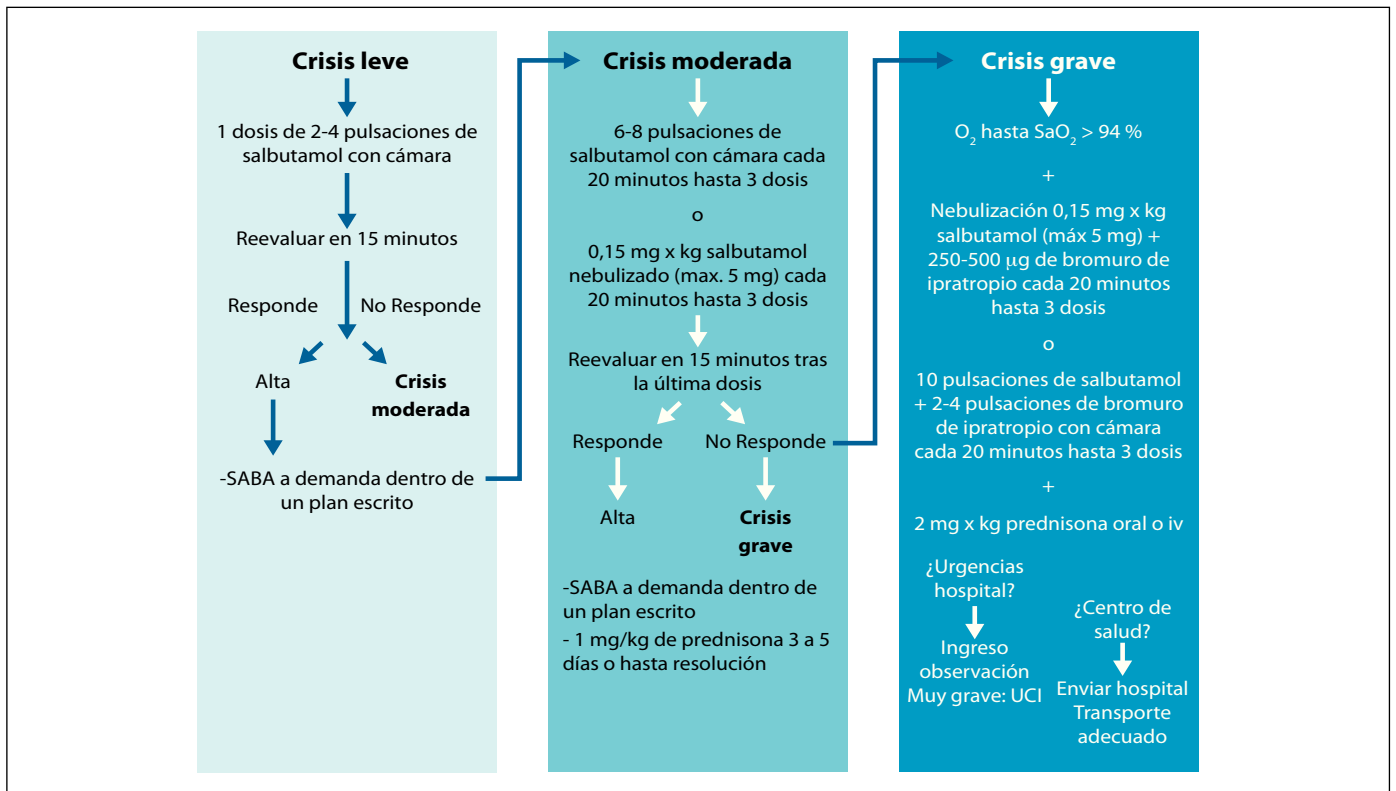 Crisis leve
1 dosis de 2-4 pulsaciones de
salbutamol con cámara
Reevaluar en 15 minutos
Responde
No Responde
Alta
Crisis
moderada
-SABA a demanda dentro de
un plan escrito
Crisis moderada
6-8 pulsaciones de
salbutamol con cámara cada
20 minutos hasta 3 dosis
o
0,15 mg x kg salbutamol
nebulizado (max. 5 mg) cada
20 minutos hasta 3 dosis
Reevaluar en 15 minutos tras
la última dosis
Responde
No Responde
Alta
Crisis
grave
-SABA a demanda dentro de
un plan escrito
- 1 mg/kg de prednisona 3 a 5
días o hasta resolución
Crisis grave
O₂ hasta SaO₂ > 94 %
+
Nebulización 0,15 mg x kg
salbutamol (máx 5 mg) +
250-500 μg de bromuro de
ipratropio cada 20 minutos
hasta 3 dosis
o
10 pulsaciones de salbutamol
+ 2-4 pulsaciones de bromuro
de ipratropio con cámara
cada 20 minutos hasta 3 dosis
+
2 mg x kg prednisona oral o iv
¿Urgencias
hospital?
Ingreso
observación
Muy grave: UCI
¿Centro de
salud?
Enviar hospital
Transporte
adecuado